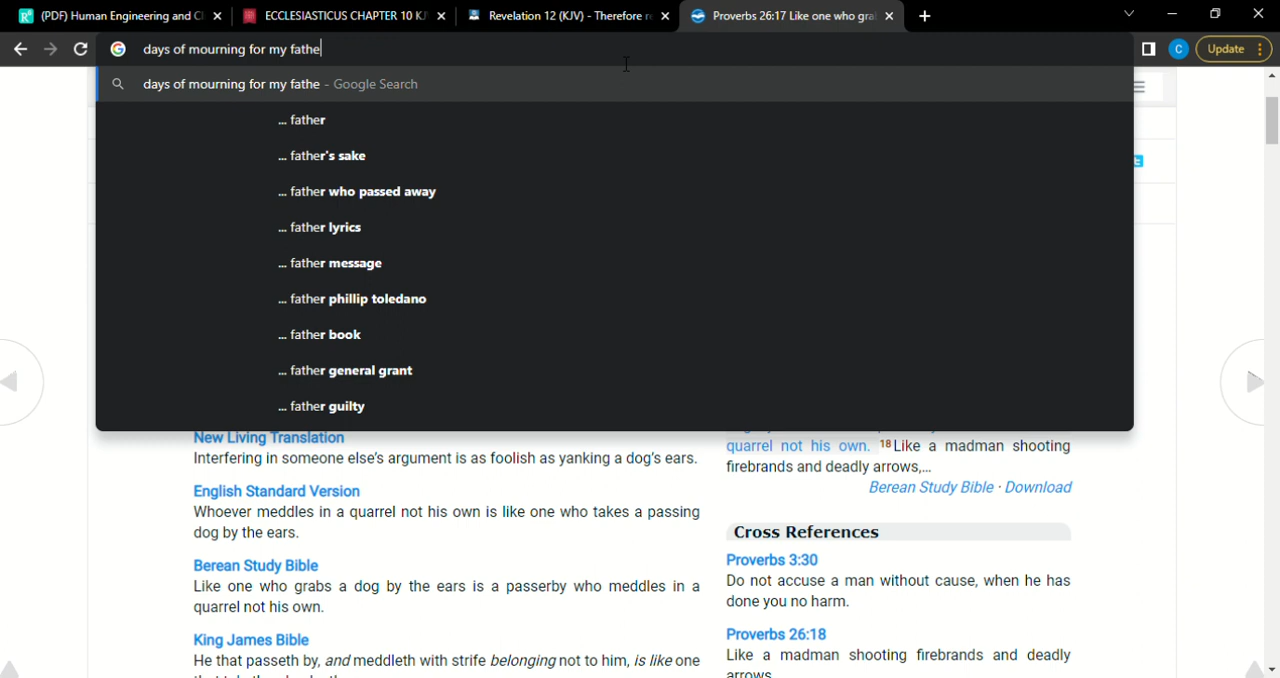 (PDF) Human Engineering and C
ECCLESIASTICUS CHAPTER 10 K
Revelation 12 (KJV) - Therefore
Proverbs 26:17 Like one who gra
days of mourning for my fathe
C
Update
days of mourning for my fathe - Google Search
... father
... father's sake
... father who passed away
... father lyrics
... father message
... father phillip toledano
... father book
... father general grant
... father guilty
New Living Translation
Interfering in someone else's argument is as foolish as yanking a dog's ears.
English Standard Version
Whoever meddles in a quarrel not his own is like one who takes a passing
dog by the ears.
Berean Study Bible
Like one who grabs a dog by the ears is a passerby who meddles in a
quarrel not his own.
King James Bible
He that passeth by, and meddleth with strife belonging not to him, is like one
quarrel not his own. 18Like a madman shooting
firebrands and deadly arrows,...
Berean Study Bible · Download
Cross References
Proverbs 3:30
Do not accuse a man without cause, when he has
done you no harm.
Proverbs 26:18
Like a madman shooting firebrands and deadly
arrows